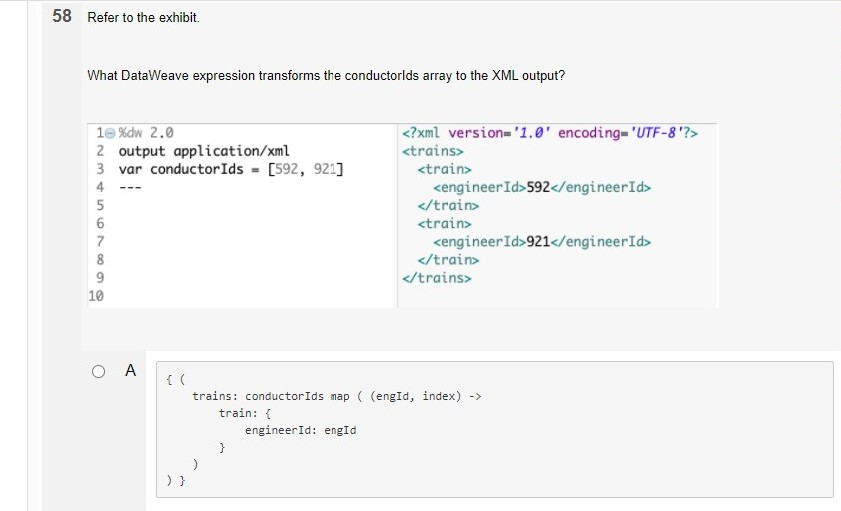 58 Refer to the exhibit.
What DataWeave expression transforms the conductorIds array to the XML output?
1 %dw 2.0
2 output application/xml
3 var conductorIds = [592, 921]
4 ---
5
6
7
8
9
10
<?xml version='1.0' encoding='UTF-8'?>
<trains>
<train>
<engineerId>592</engineerId>
</train>
<train>
<engineerId>921</engineerId>
</train>
</trains>
A
{ (
trains: conductorIds map ( (engId, index) ->
train: {
engineerId: engId
}
)
) }